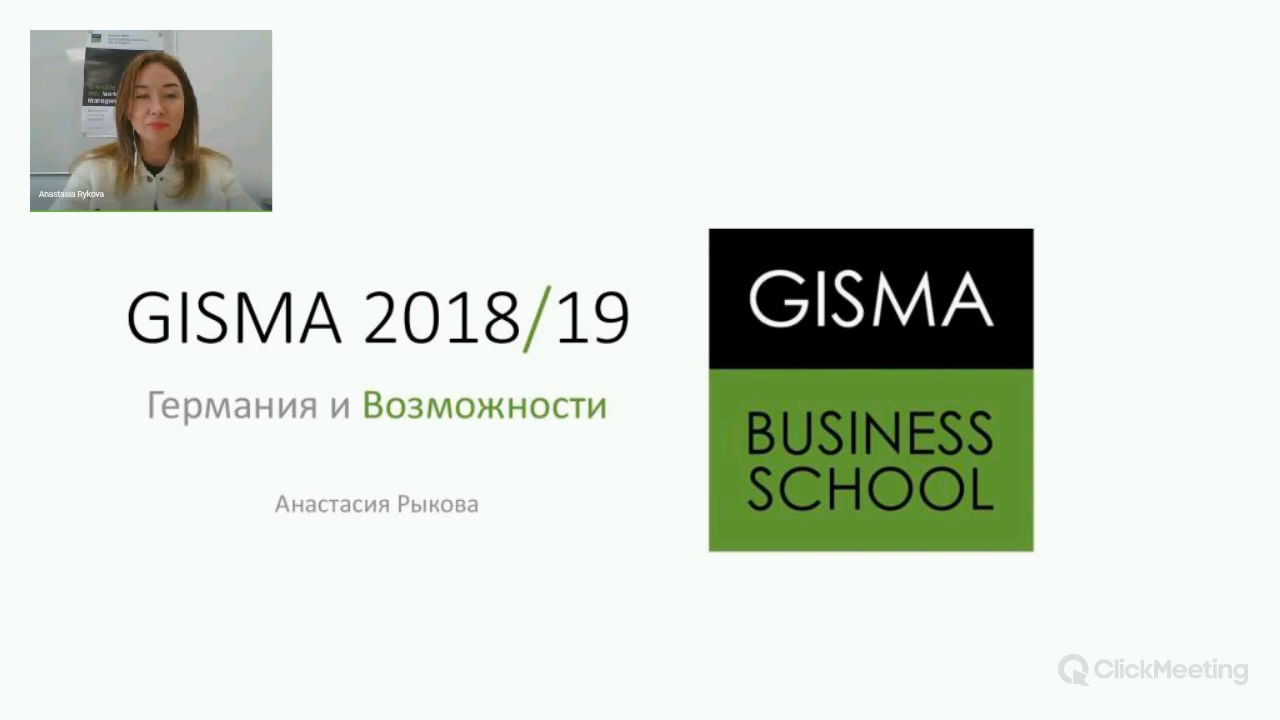 Anastasia Rykova
GISMA 2018/19
Германия и Возможности
Анастасия Рыкова
GISMA
BUSINESS
SCHOOL
ClickMeeting